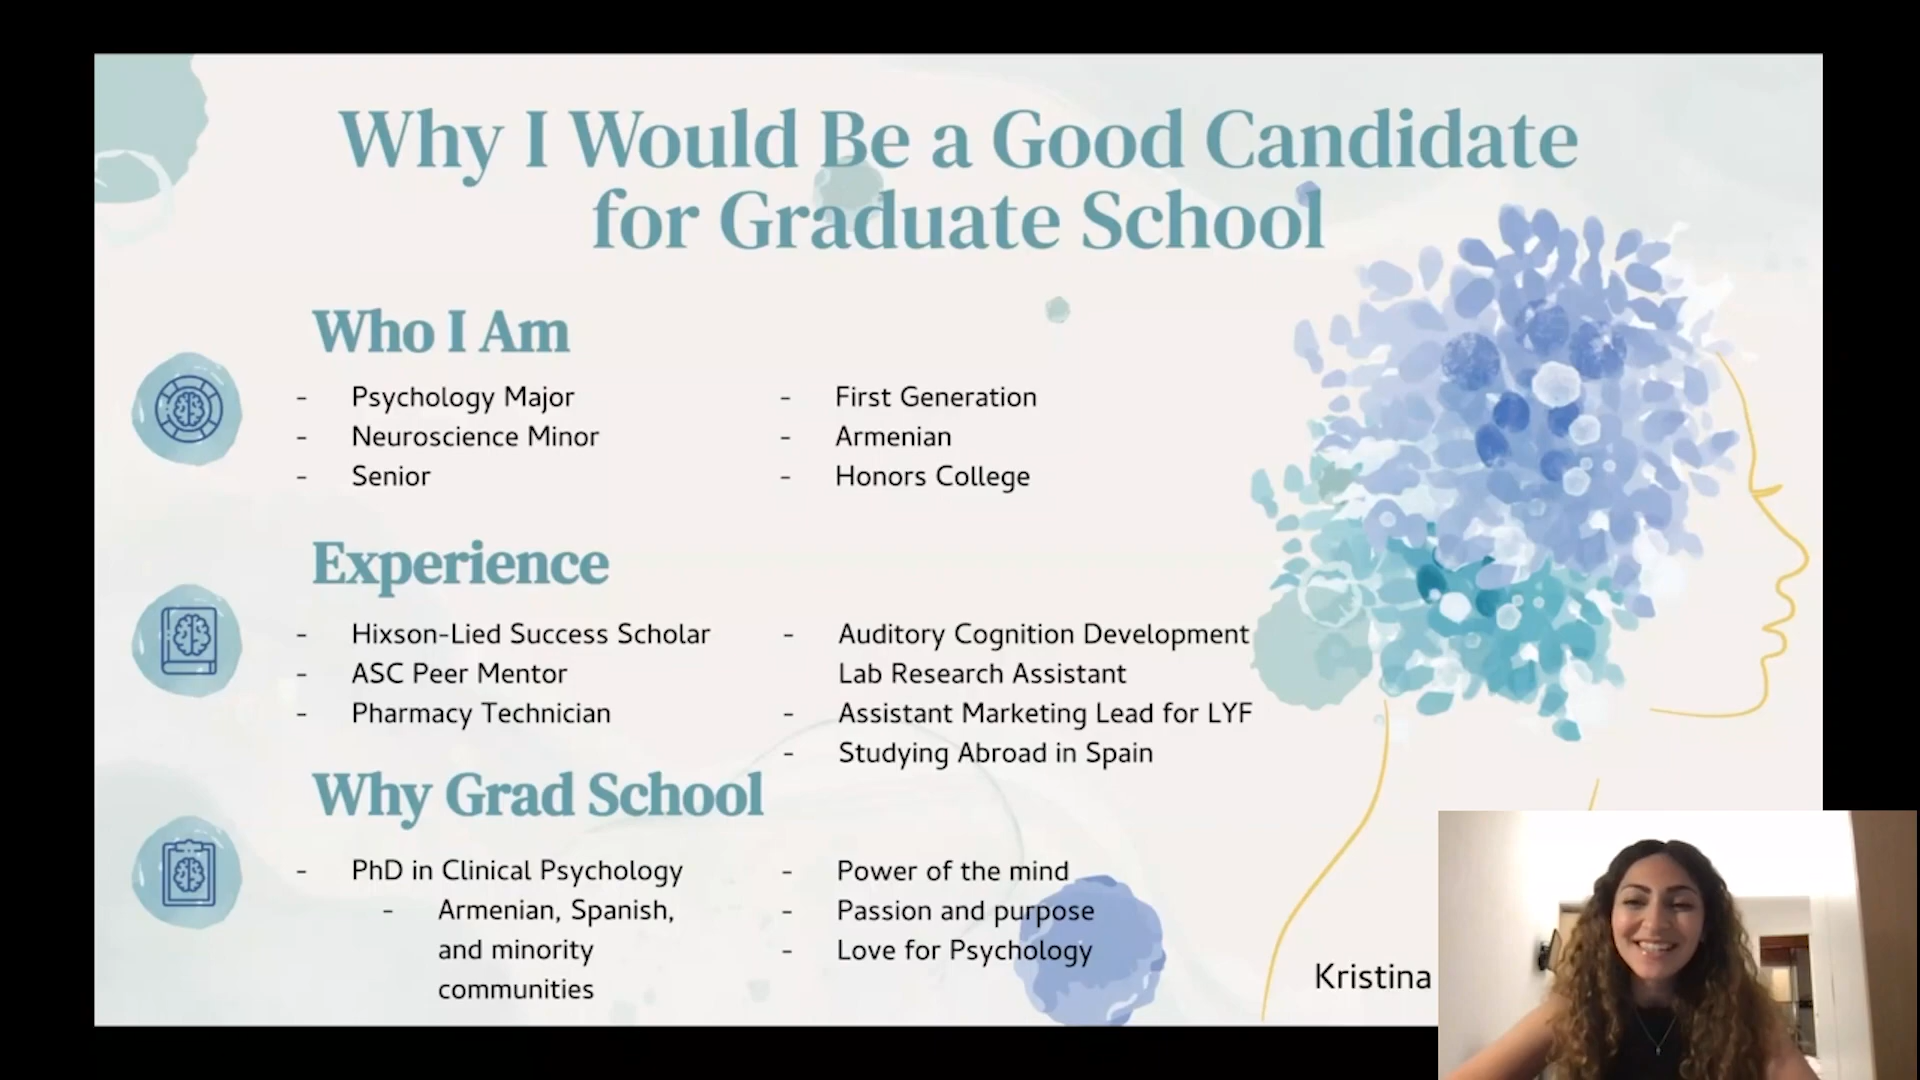 Why I Would Be a Good Candidate
for Graduate School
Who I Am
- Psychology Major
- Neuroscience Minor
- Senior
- First Generation
- Armenian
- Honors College
Experience
- Hixson-Lied Success Scholar
- ASC Peer Mentor
- Pharmacy Technician
- Auditory Cognition Development
Lab Research Assistant
- Assistant Marketing Lead for LYF
- Studying Abroad in Spain
Why Grad School
- PhD in Clinical Psychology
- Armenian, Spanish,
and minority
communities
- Power of the mind
- Passion and purpose
- Love for Psychology
Kristina